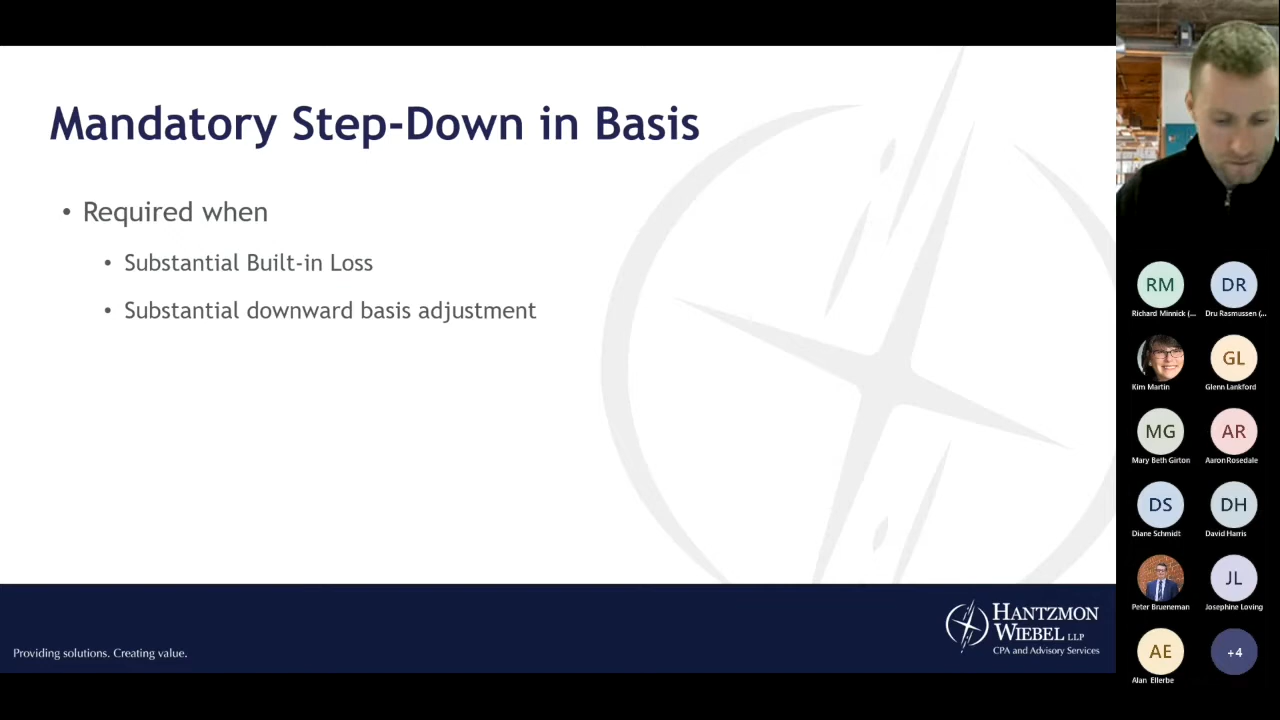 Mandatory Step-Down in Basis
• Required when
• Substantial Built-in Loss
• Substantial downward basis adjustment
Providing solutions. Creating value.
HANTZMON
WIEBEL LLP
CPA and Advisory Services
RM
DR
Richard Minnick (...
Dru Rasmussen (...
GL
Kim Martin
Glenn Lankford
MG
AR
Mary Beth Girton
Aaron Rosedale
DS
DH
Diane Schmidt
David Harris
JL
Peter Brueneman
Josephine Loving
AE
+4
Alan Ellerbe